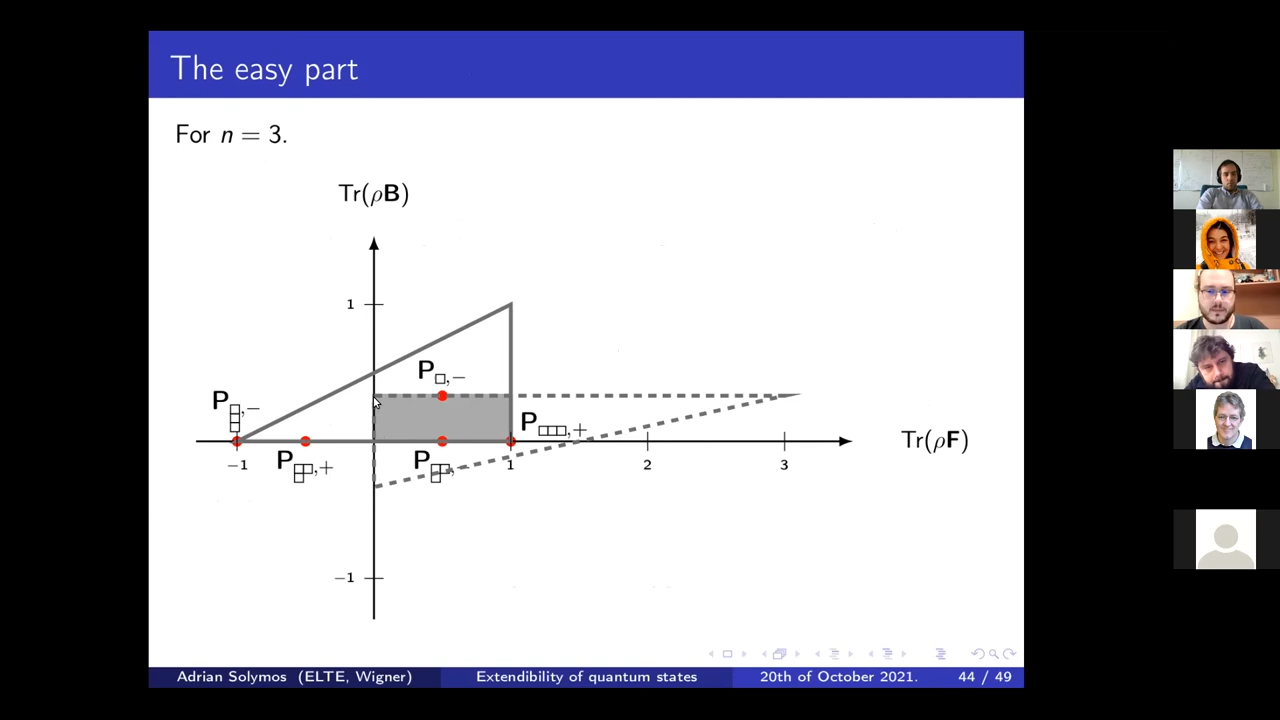 The easy part
For n = 3.
Tr(ρB)
1
P□,−
P
,−
P
,+
−1
1
2
3
Tr(ρF)
P
,+
P
,−
−1
Adrian Solymos (ELTE, Wigner)
Extendibility of quantum states
20th of October 2021.
44 / 49